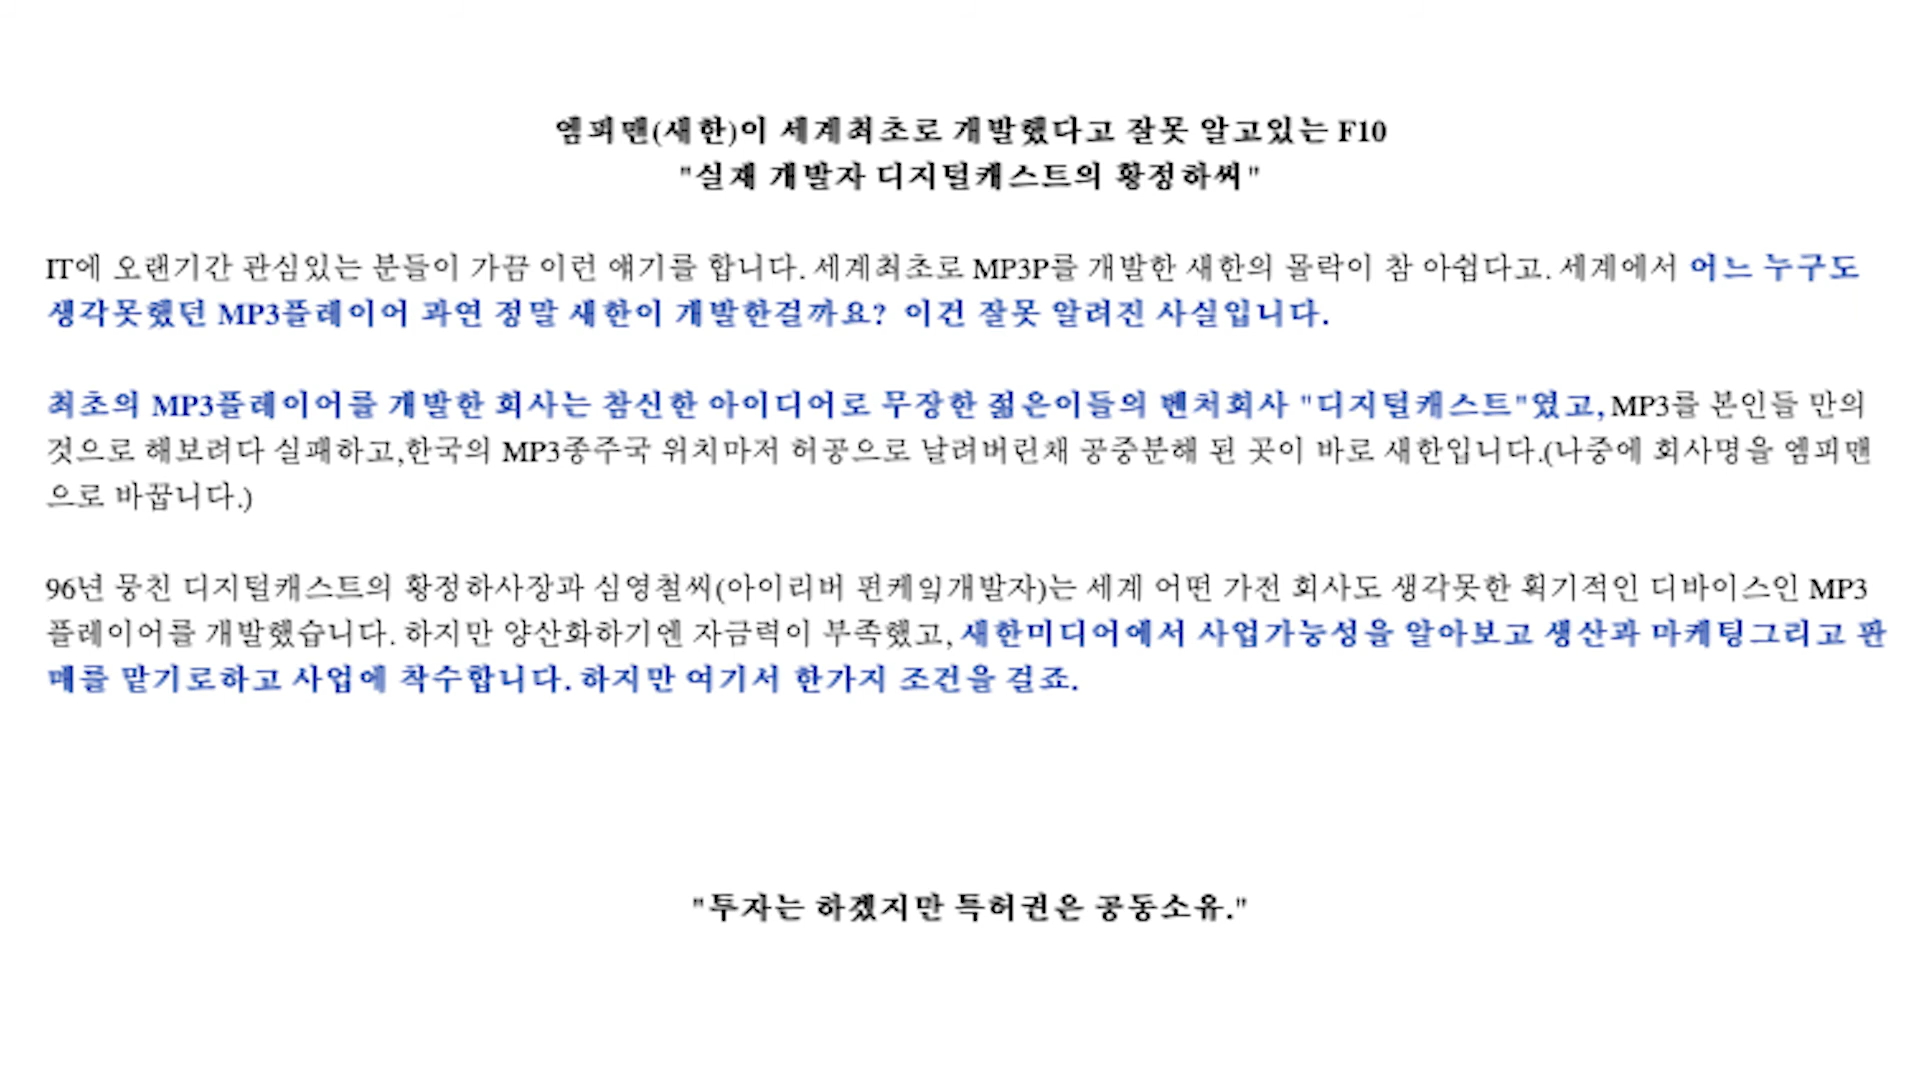 엠피맨(새한)이 세계최초로 개발했다고 잘못 알고있는 F10
"실재 개발자 디지털캐스트의 황정하씨"
IT에 오랜기간 관심있는 분들이 가끔 이런 얘기를 합니다. 세계최초로 MP3P를 개발한 새한의 몰락이 참 아쉽다고. 세계에서 어느 누구도
생각못했던 MP3플레이어 과연 정말 새한이 개발한걸까요? 이건 잘못 알려진 사실입니다.
최초의 MP3플레이어를 개발한 회사는 참신한 아이디어로 무장한 젊은이들의 벤처회사 "디지털캐스트"였고, MP3를 본인들 만의
것으로 해보려다 실패하고,한국의 MP3종주국 위치마저 허공으로 날려버린채 공중분해 된 곳이 바로 새한입니다.(나중에 회사명을 엠피맨
으로 바꿉니다.)
96년 뭉친 디지털캐스트의 황정하사장과 심영철씨(아이리버 펀케잌개발자)는 세계 어떤 가전 회사도 생각못한 획기적인 디바이스인 MP3
플레이어를 개발했습니다. 하지만 양산화하기엔 자금력이 부족했고, 새한미디어에서 사업가능성을 알아보고 생산과 마케팅그리고 판
매를 맡기로하고 사업에 착수합니다. 하지만 여기서 한가지 조건을 걸죠.
"투자는 하겠지만 특허권은 공동소유."